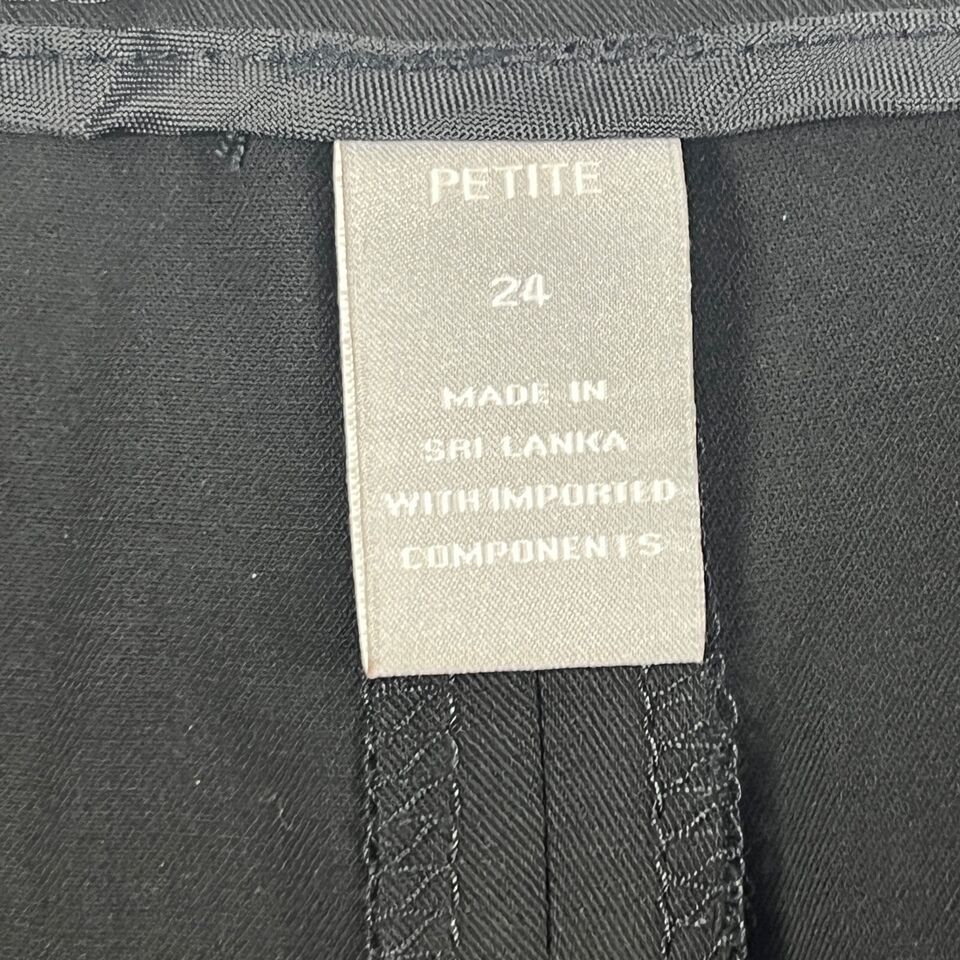 PETITE
24
MADE IN
SRI LANKA
WITH IMPORTED
COMPONENTS